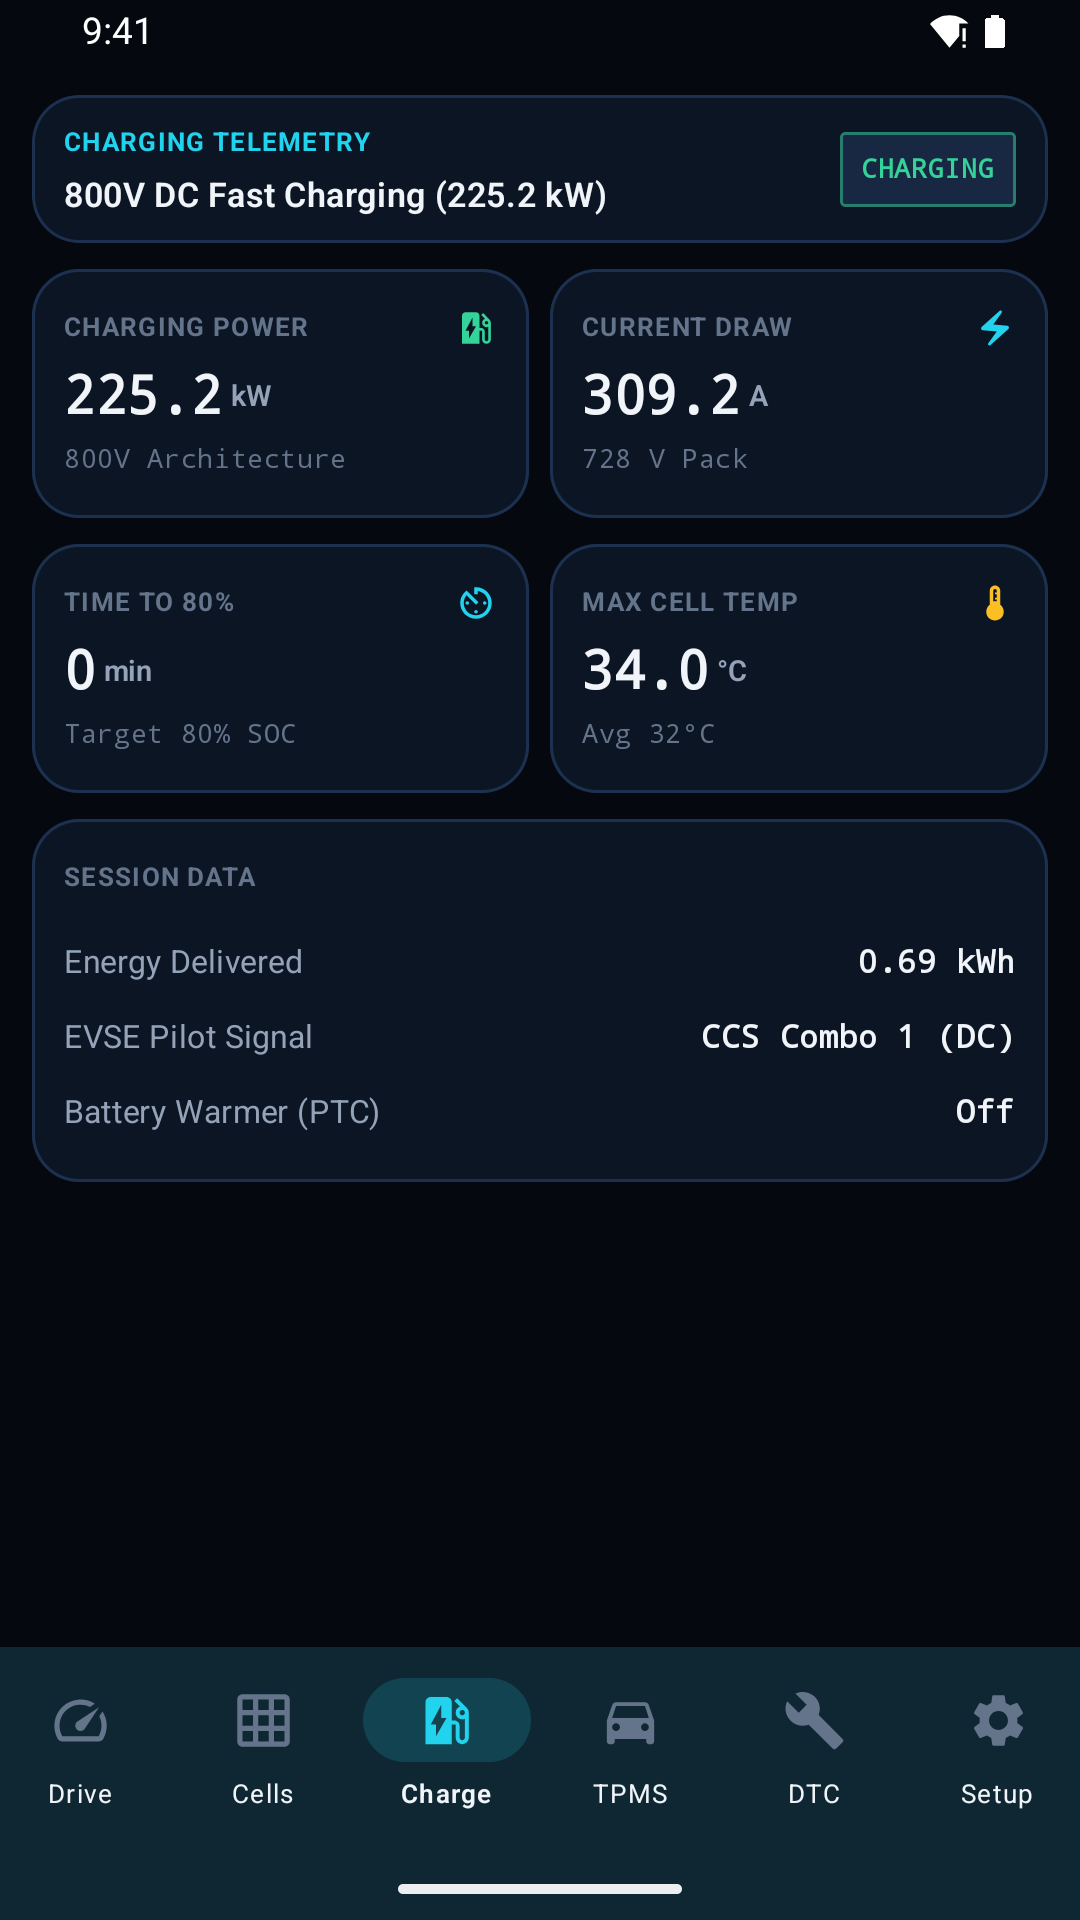 9:41
CHARGING TELEMETRY
800V DC Fast Charging (225.2 kW)
CHARGING
CHARGING POWER
225.2 kW
800V Architecture
CURRENT DRAW
309.2 A
728 V Pack
TIME TO 80%
0 min
Target 80% SOC
MAX CELL TEMP
34.0 °C
Avg 32°C
SESSION DATA
Energy Delivered 0.69 kWh
EVSE Pilot Signal CCS Combo 1 (DC)
Battery Warmer (PTC) Off
Drive Cells Charge TPMS DTC Setup